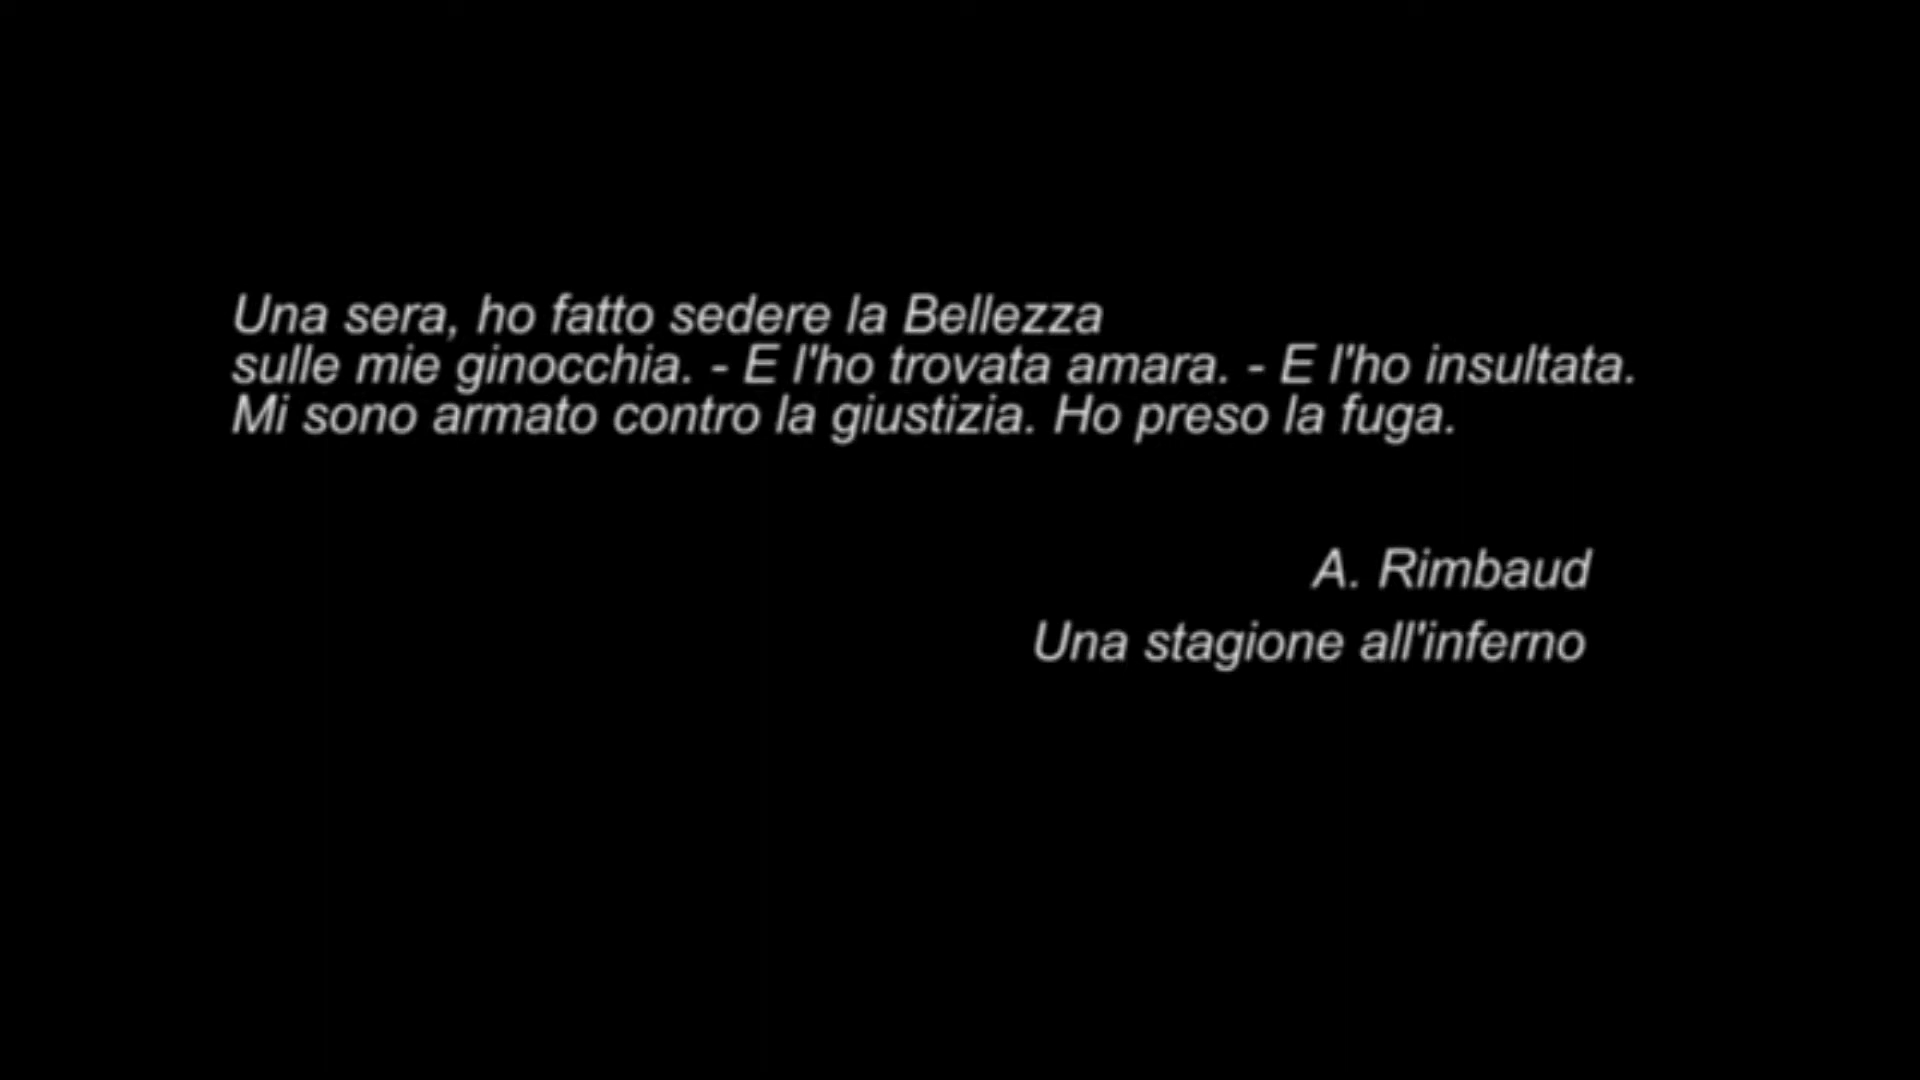 Una sera, ho fatto sedere la Bellezza
sulle mie ginocchia. - E l'ho trovata amara. - E l'ho insultata.
Mi sono armato contro la giustizia. Ho preso la fuga.
A. Rimbaud
Una stagione all'inferno